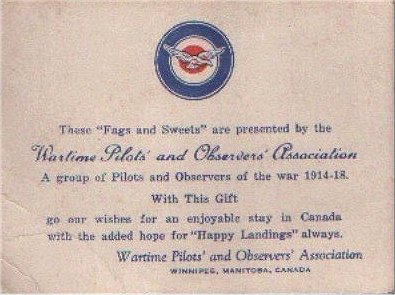 These "Fags and Sweets" are presented by the
Wartime Pilots' and Observers' Association
A group of Pilots and Observers of the war 1914-18.
With This Gift
go our wishes for an enjoyable stay in Canada
with the added hope for "Happy Landings" always.
Wartime Pilots' and Observers' Association
WINNIPEG, MANITOBA, CANADA